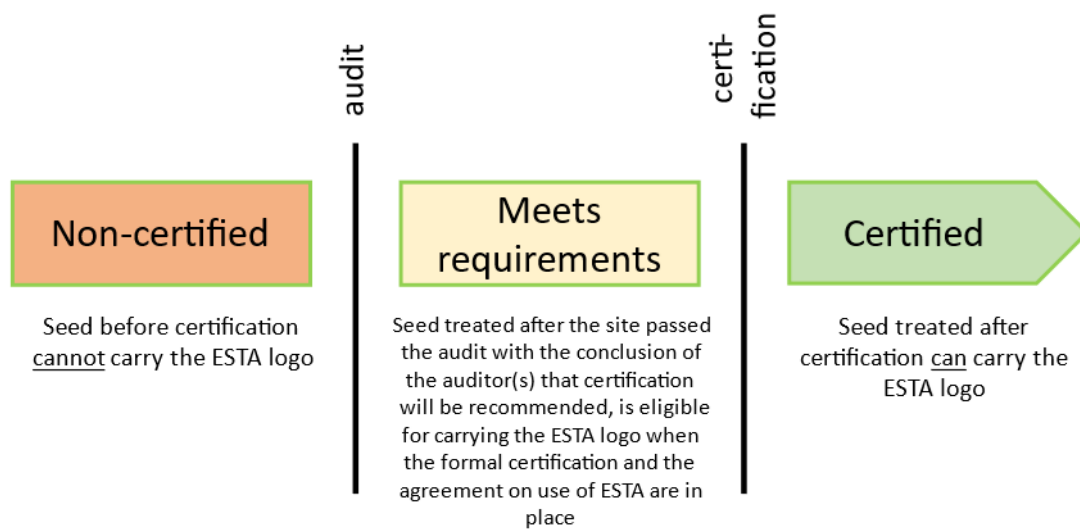 audit
certi-
fication
Non-certified
Meets
requirements
Certified
Seed before certification
cannot carry the ESTA logo
Seed treated after the site passed
the audit with the conclusion of
the auditor(s) that certification
will be recommended, is eligible
for carrying the ESTA logo when
the formal certification and the
agreement on use of ESTA are in
place
Seed treated after
certification can carry the
ESTA logo